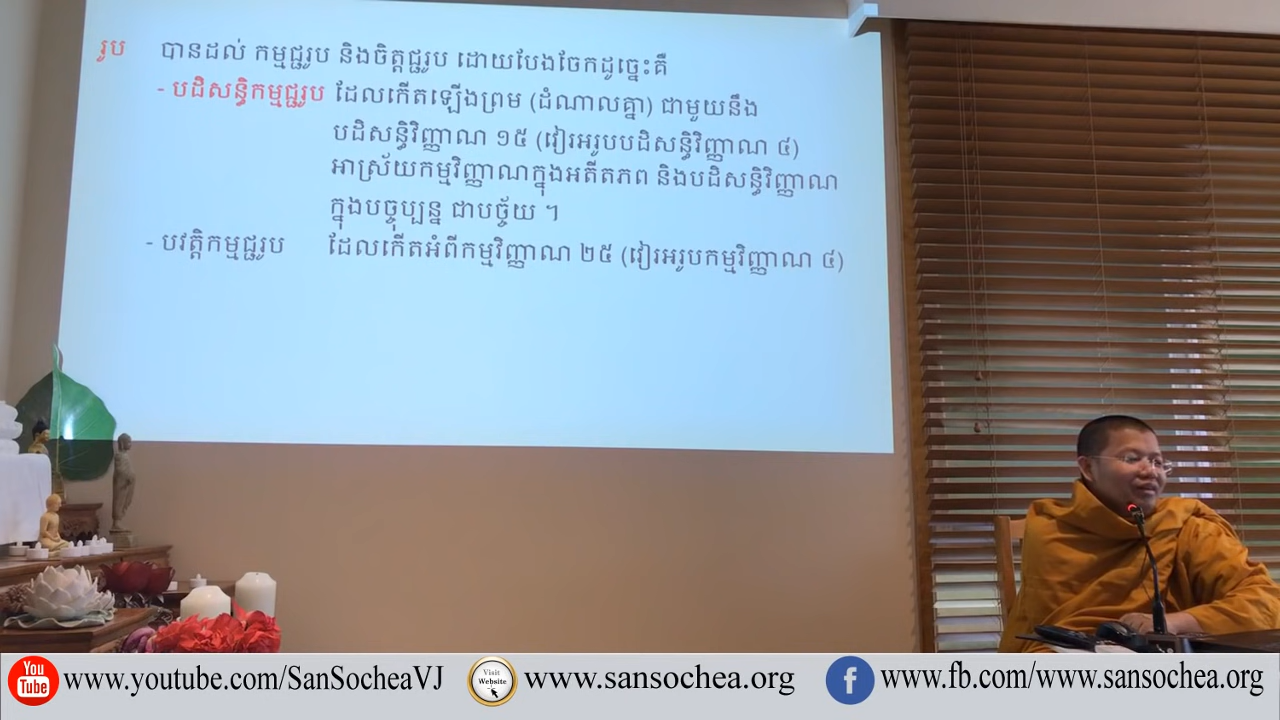 រូប បានដល់ កម្មជ្ជរូប និងចិត្តជ្ជរូប ដោយបែងចែកដូច្នេះគឺ
- បដិសន្ធិកម្មជ្ជរូប ដែលកើតឡើងព្រម (ដំណាលគ្នា) ជាមួយនឹង
បដិសន្ធិវិញ្ញាណ ១៥ (វៀរអរូបបដិសន្ធិវិញ្ញាណ ៤)
អាស្រ័យកម្មវិញ្ញាណក្នុងអតីតភព និងបដិសន្ធិវិញ្ញាណ
ក្នុងបច្ចុប្បន្ន ជាបច្ច័យ ។
- បវត្តិកម្មជ្ជរូប ដែលកើតអំពីកម្មវិញ្ញាណ ២៥ (វៀរអរូបកម្មវិញ្ញាណ ៤)
You Tube www.youtube.com/SanSocheaVJ Visit Website www.sansochea.org f www.fb.com/www.sansochea.org